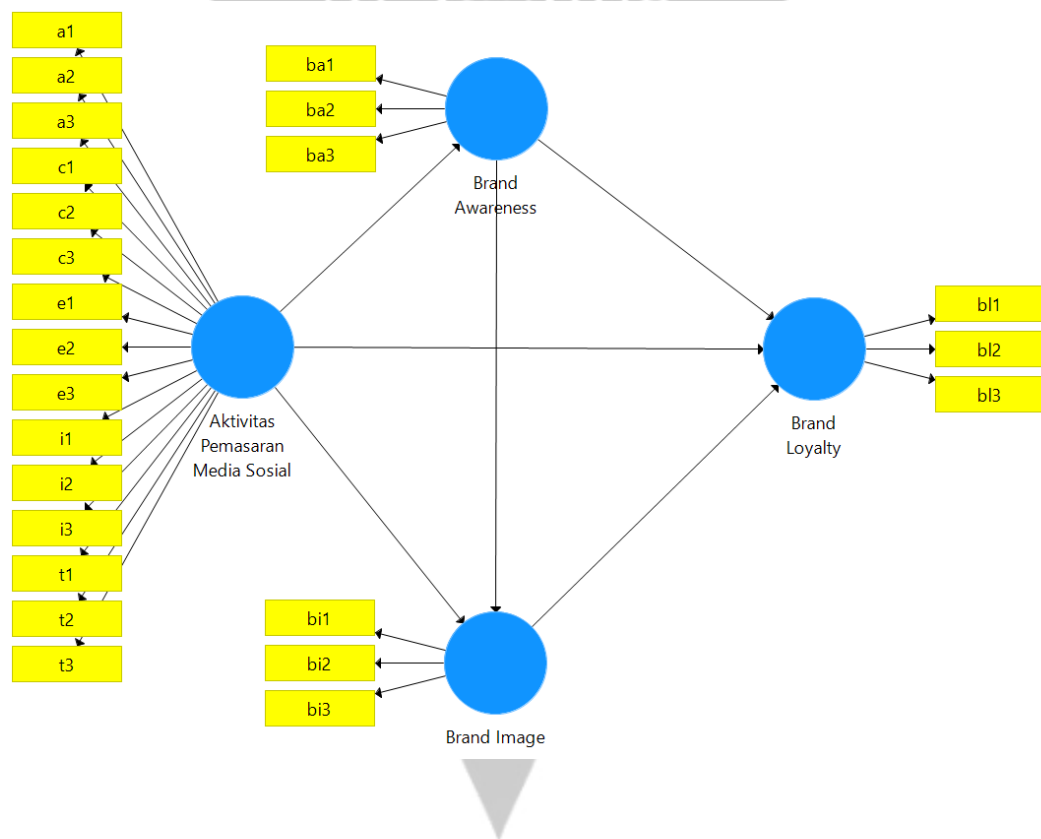 a1
a2
a3
c1
c2
c3
e1
e2
e3
i1
i2
i3
t1
t2
t3
Aktivitas
Pemasaran
Media Sosial
ba1
ba2
ba3
Brand
Awareness
bi1
bi2
bi3
Brand Image
Brand
Loyalty
bl1
bl2
bl3